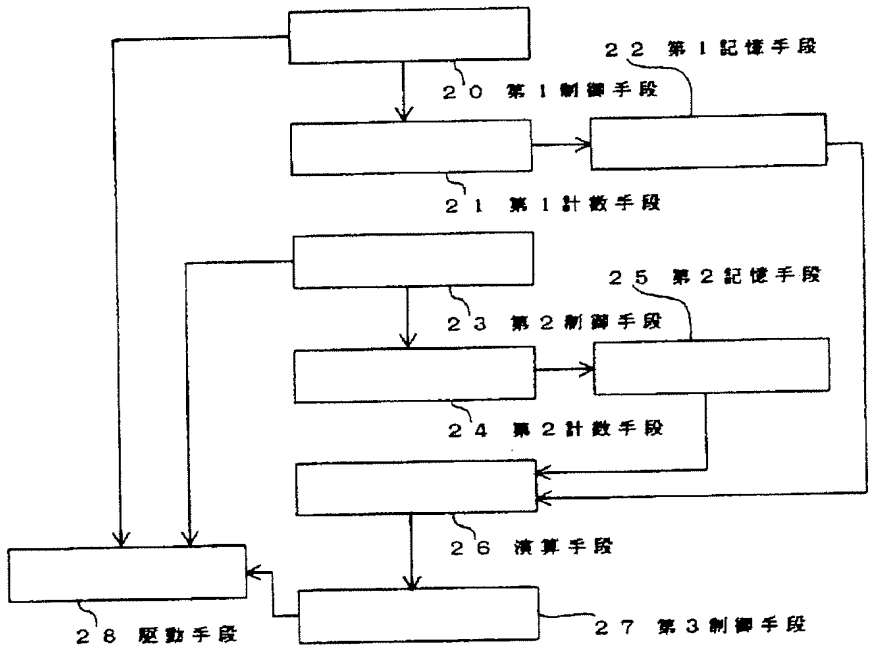 22 第1記憶手段
20 第1制御手段
21 第1計数手段
25 第2記憶手段
23 第2制御手段
24 第2計数手段
26 演算手段
27 第3制御手段
28 駆動手段